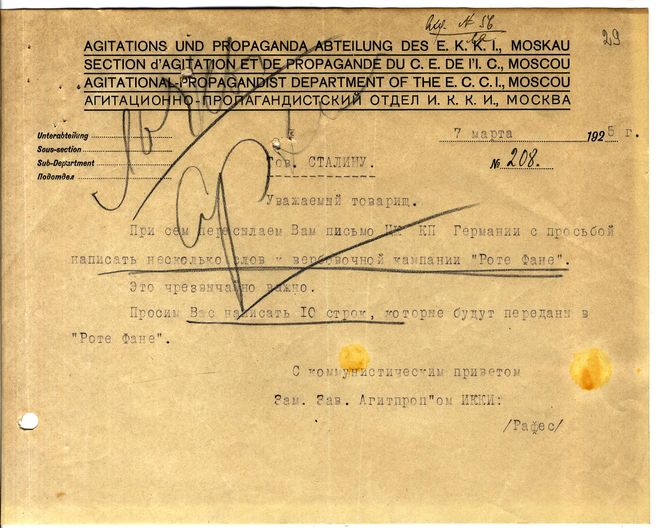 29
AGITATIONS UND PROPAGANDA ABTEILUNG DES E. K. K. I., MOSKAU
SECTION d'AGITATION ET DE PROPAGANDE DU C. E. DE l'I. C., MOSCOU
AGITATIONAL PROPAGANDIST DEPARTMENT OF THE E. C. C. I., MOSCOU
АГИТАЦИОННО-ПРОПАГАНДИСТСКИЙ ОТДЕЛ И. К. К. И., МОСКВА
Unterabteilung
Sous-section
Sub-Department
Подотдел
7 марта 1925 г.
№ 208.
Тов. СТАЛИНУ.
Уважаемый товарищ.
При сем пересылаем Вам письмо ЦК КП Германии с просьбой
написать несколько слов к вербовочной кампании "Роте Фане".
Это чрезвычайно важно.
Просим Вас написать 10 строк, которые будут переданы в
"Роте Фане".
С коммунистическим приветом
Зам. Зав. Агитпроп"ом ИККИ:
/Рафес/